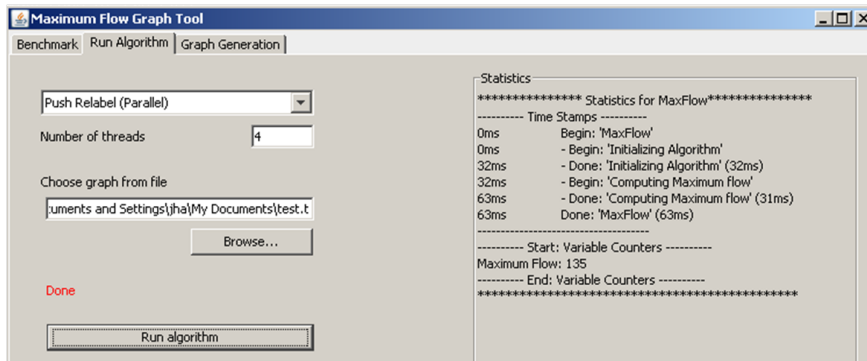 Maximum Flow Graph Tool
Benchmark Run Algorithm Graph Generation
Push Relabel (Parallel)
Number of threads 4
Choose graph from file
:uments and Settings\jha\My Documents\test.t
Browse...
Done
Run algorithm
Statistics
*************** Statistics for MaxFlow***************
---------- Time Stamps ----------
0ms Begin: 'MaxFlow'
0ms - Begin: 'Initializing Algorithm'
32ms - Done: 'Initializing Algorithm' (32ms)
32ms - Begin: 'Computing Maximum flow'
63ms - Done: 'Computing Maximum flow' (31ms)
63ms Done: 'MaxFlow' (63ms)
-------------------------------------
---------- Start: Variable Counters ----------
Maximum Flow: 135
---------- End: Variable Counters ----------
**********************************************